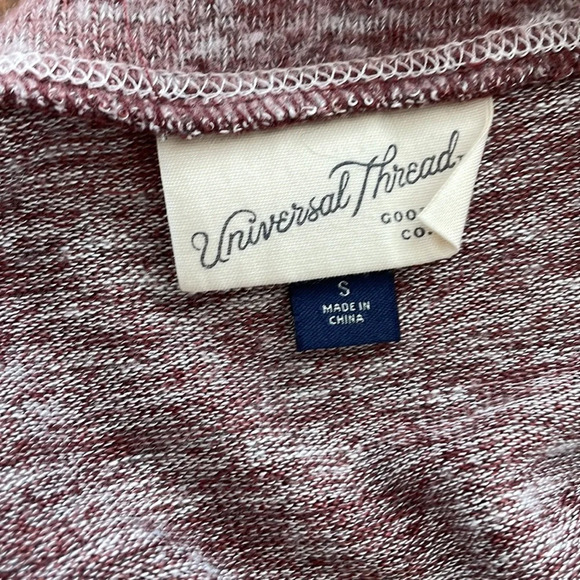 Universal Thread
GOO
CO.
S
MADE IN
CHINA